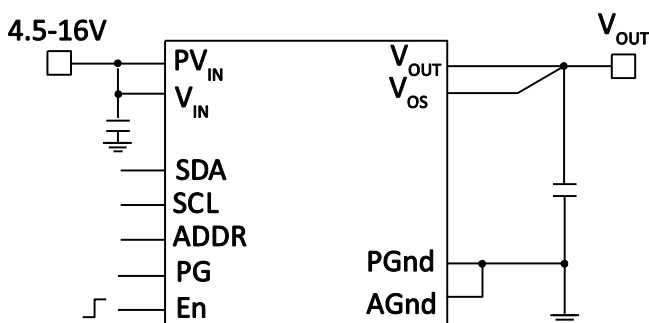 4.5-16V
V_OUT
PV_IN
V_IN
V_OUT
V_OS
SDA
SCL
ADDR
PG
En
PGnd
AGnd